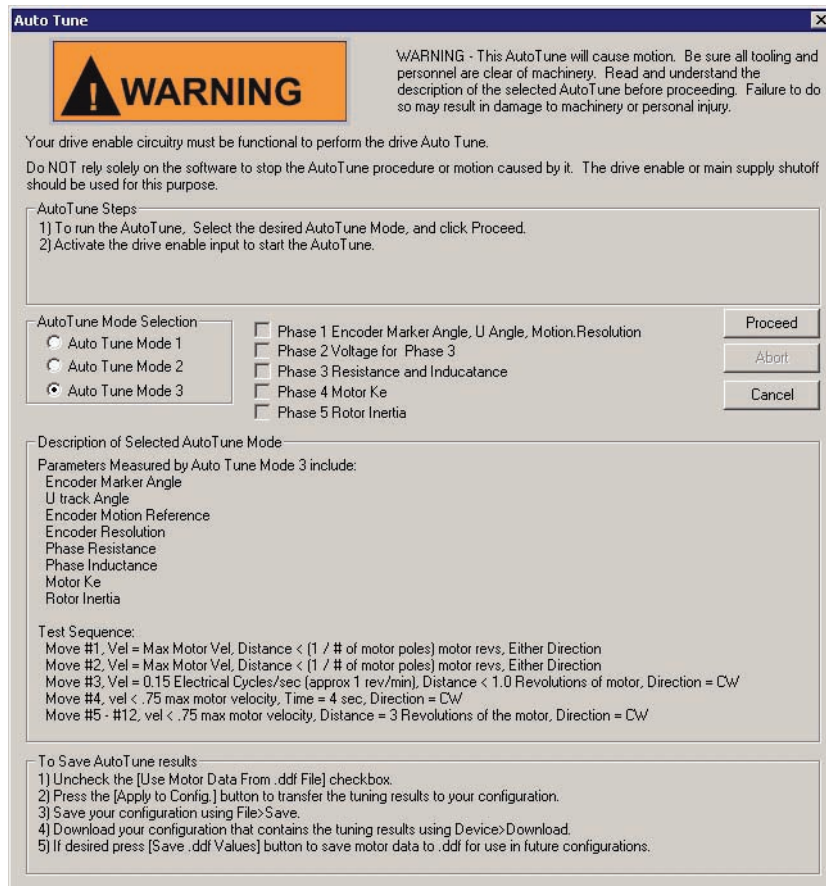 Auto Tune
WARNING
WARNING - This AutoTune will cause motion. Be sure all tooling and
personnel are clear of machinery. Read and understand the
description of the selected AutoTune before proceeding. Failure to do
so may result in damage to machinery or personal injury.
Your drive enable circuitry must be functional to perform the drive Auto Tune.
Do NOT rely solely on the software to stop the AutoTune procedure or motion caused by it. The drive enable or main supply shutoff
should be used for this purpose.
AutoTune Steps
1) To run the AutoTune, Select the desired AutoTune Mode, and click Proceed.
2) Activate the drive enable input to start the AutoTune.
AutoTune Mode Selection
Auto Tune Mode 1
Auto Tune Mode 2
Auto Tune Mode 3
Phase 1 Encoder Marker Angle, U Angle, Motion.Resolution
Phase 2 Voltage for Phase 3
Phase 3 Resistance and Inducatance
Phase 4 Motor Ke
Phase 5 Rotor Inertia
Proceed
Abort
Cancel
Description of Selected AutoTune Mode
Parameters Measured by Auto Tune Mode 3 include:
Encoder Marker Angle
U track Angle
Encoder Motion Reference
Encoder Resolution
Phase Resistance
Phase Inductance
Motor Ke
Rotor Inertia
Test Sequence:
Move #1, Vel = Max Motor Vel, Distance < (1 / # of motor poles) motor revs, Either Direction
Move #2, Vel = Max Motor Vel, Distance < (1 / # of motor poles) motor revs, Either Direction
Move #3, Vel = 0.15 Electrical Cycles/sec (approx 1 rev/min), Distance < 1.0 Revolutions of motor, Direction = CW
Move #4, vel < .75 max motor velocity, Time = 4 sec, Direction = CW
Move #5 - #12, vel < .75 max motor velocity, Distance = 3 Revolutions of the motor, Direction = CW
To Save AutoTune results
1) Uncheck the [Use Motor Data From .ddf File] checkbox.
2) Press the [Apply to Config.] button to transfer the tuning results to your configuration.
3) Save your configuration using File>Save.
4) Download your configuration that contains the tuning results using Device>Download.
5) If desired press [Save .ddf Values] button to save motor data to .ddf for use in future configurations.